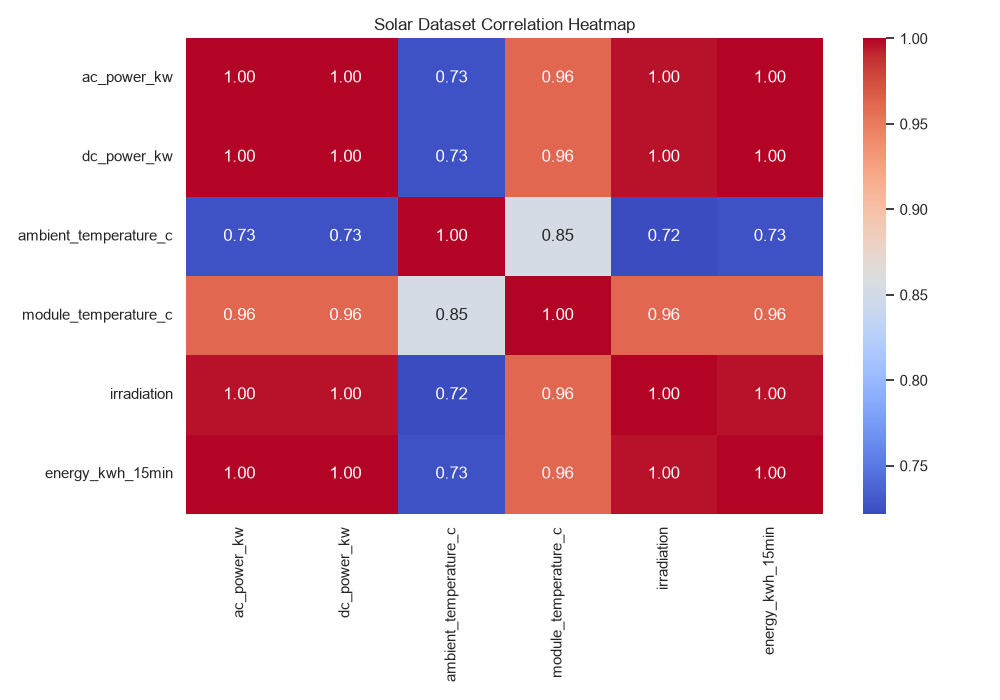 Solar Dataset Correlation Heatmap
ac_power_kw 1.00 1.00 0.73 0.96 1.00 1.00
dc_power_kw 1.00 1.00 0.73 0.96 1.00 1.00
ambient_temperature_c 0.73 0.73 1.00 0.85 0.72 0.73
module_temperature_c 0.96 0.96 0.85 1.00 0.96 0.96
irradiation 1.00 1.00 0.72 0.96 1.00 1.00
energy_kwh_15min 1.00 1.00 0.73 0.96 1.00 1.00
ac_power_kw
dc_power_kw
ambient_temperature_c
module_temperature_c
irradiation
energy_kwh_15min
1.00
0.95
0.90
0.85
0.80
0.75